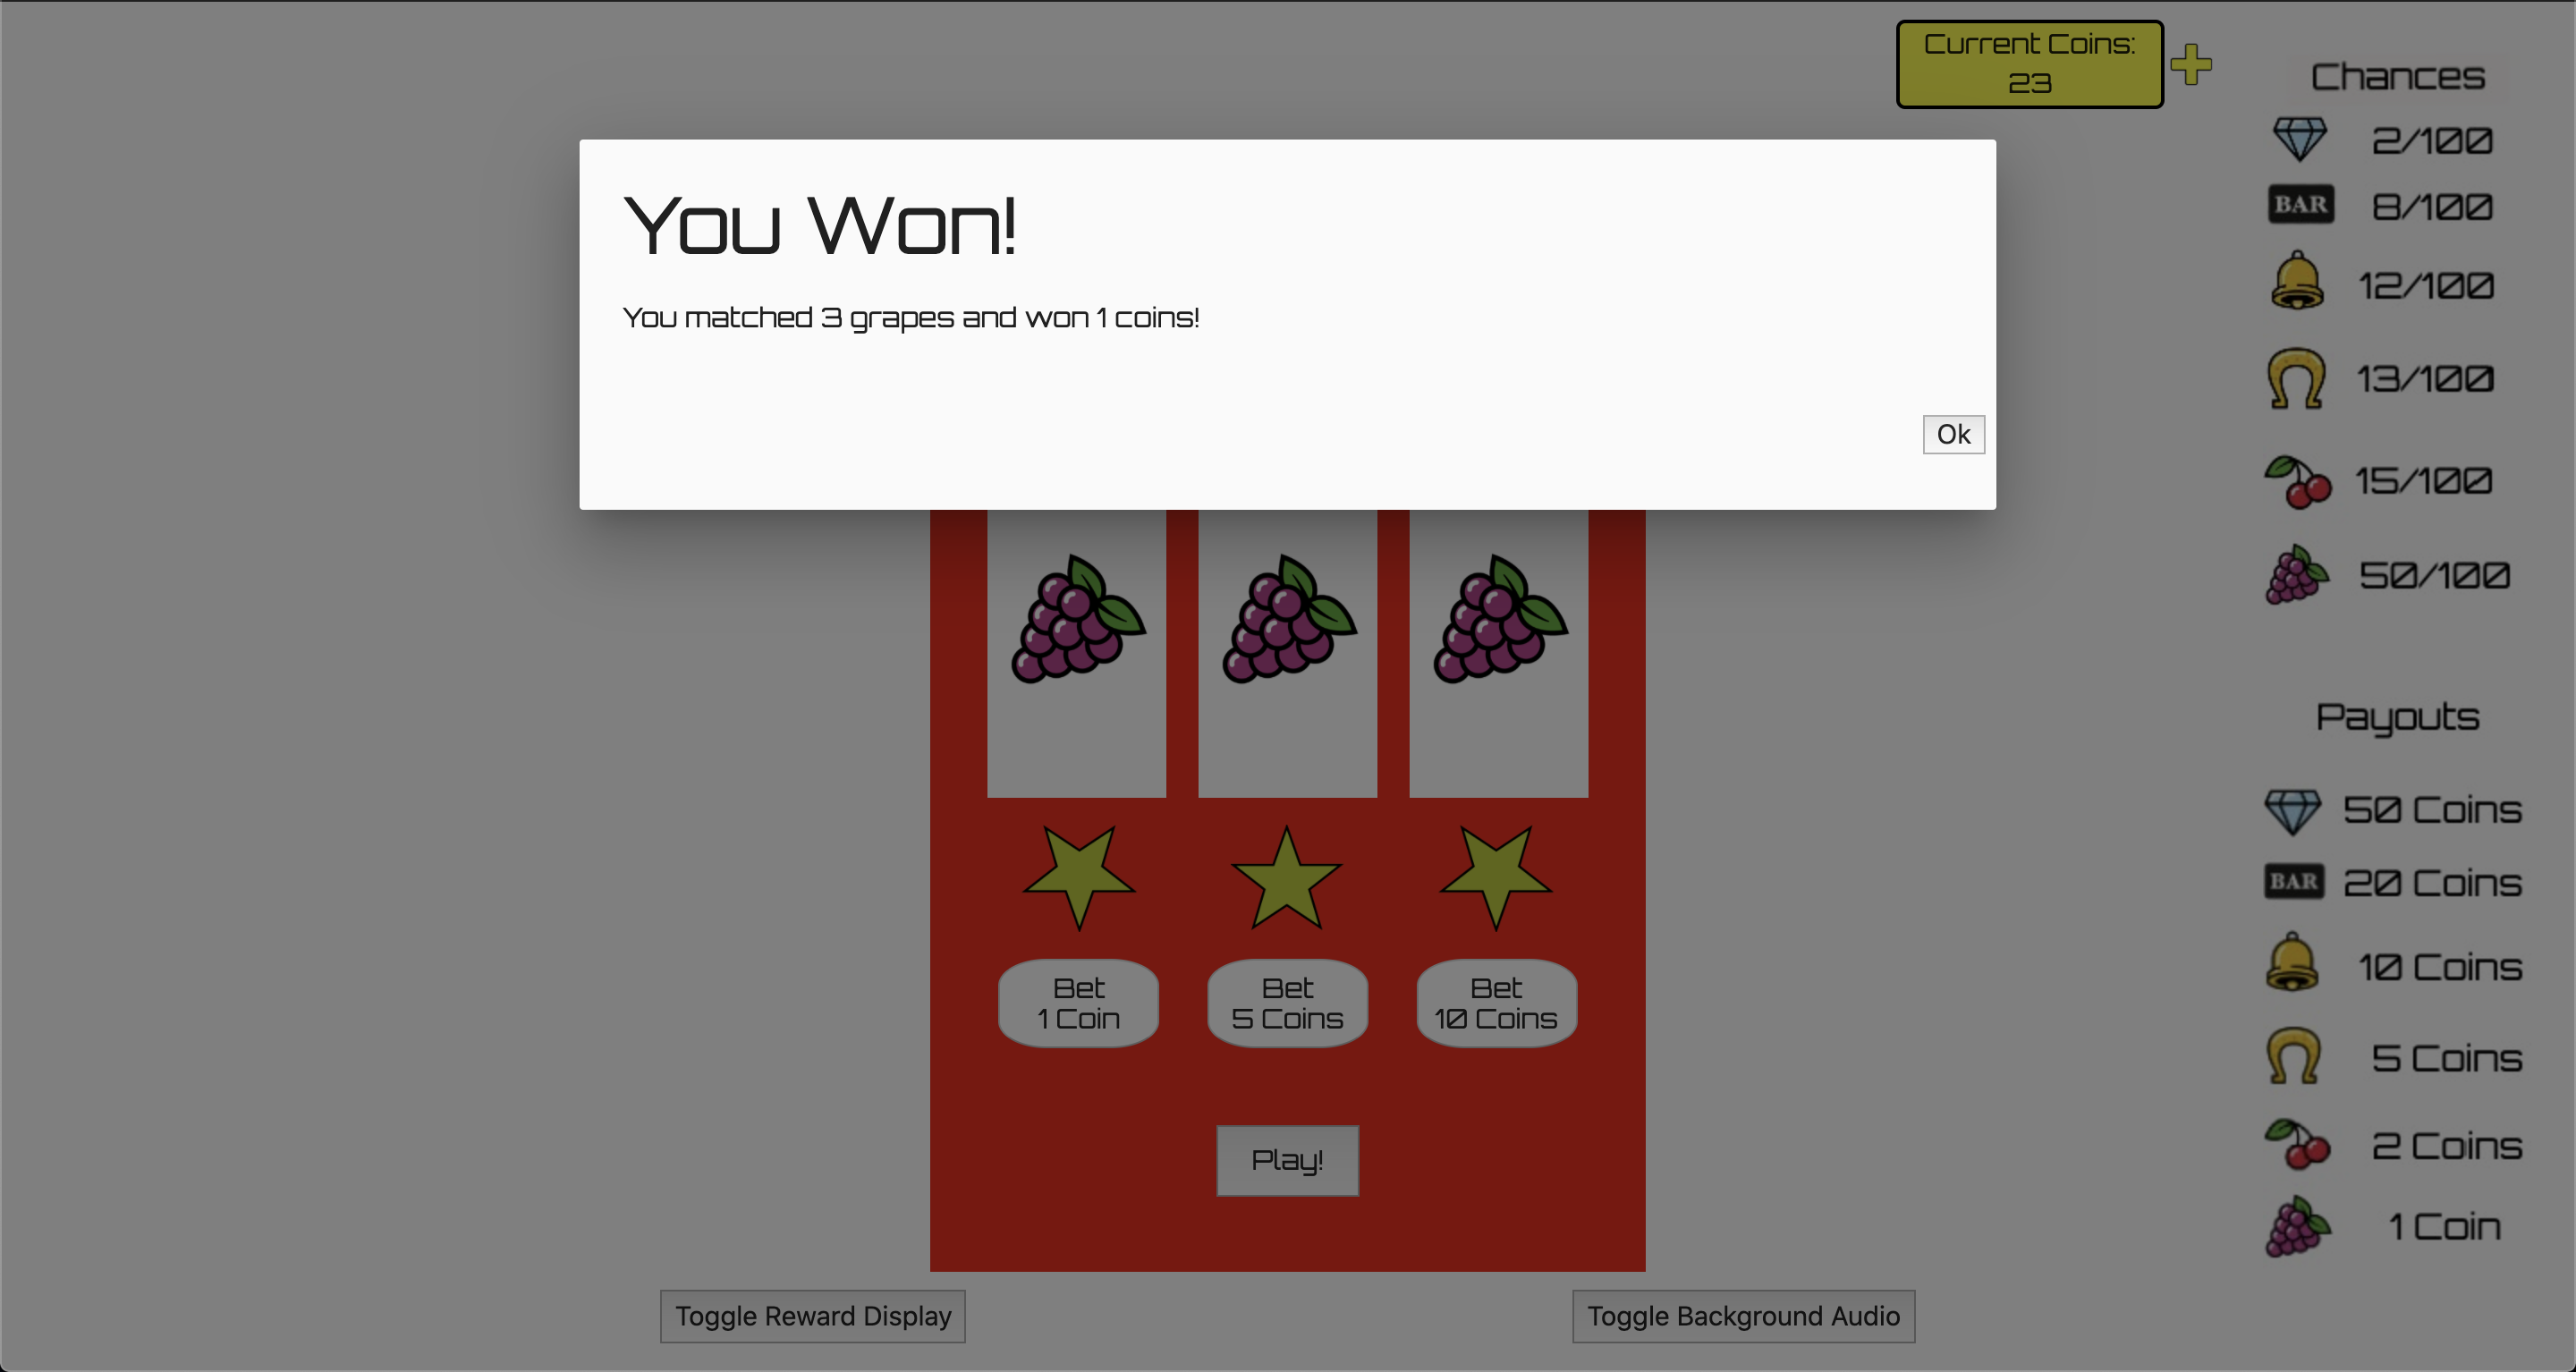 Current Coins:
23
You Won!
You matched 3 grapes and won 1 coins!
Ok
Bet
1 Coin
Bet
5 Coins
Bet
10 Coins
Play!
Toggle Reward Display
Toggle Background Audio
Chances
2/100
BAR 8/100
12/100
13/100
15/100
50/100
Payouts
50 Coins
BAR 20 Coins
10 Coins
5 Coins
2 Coins
1 Coin